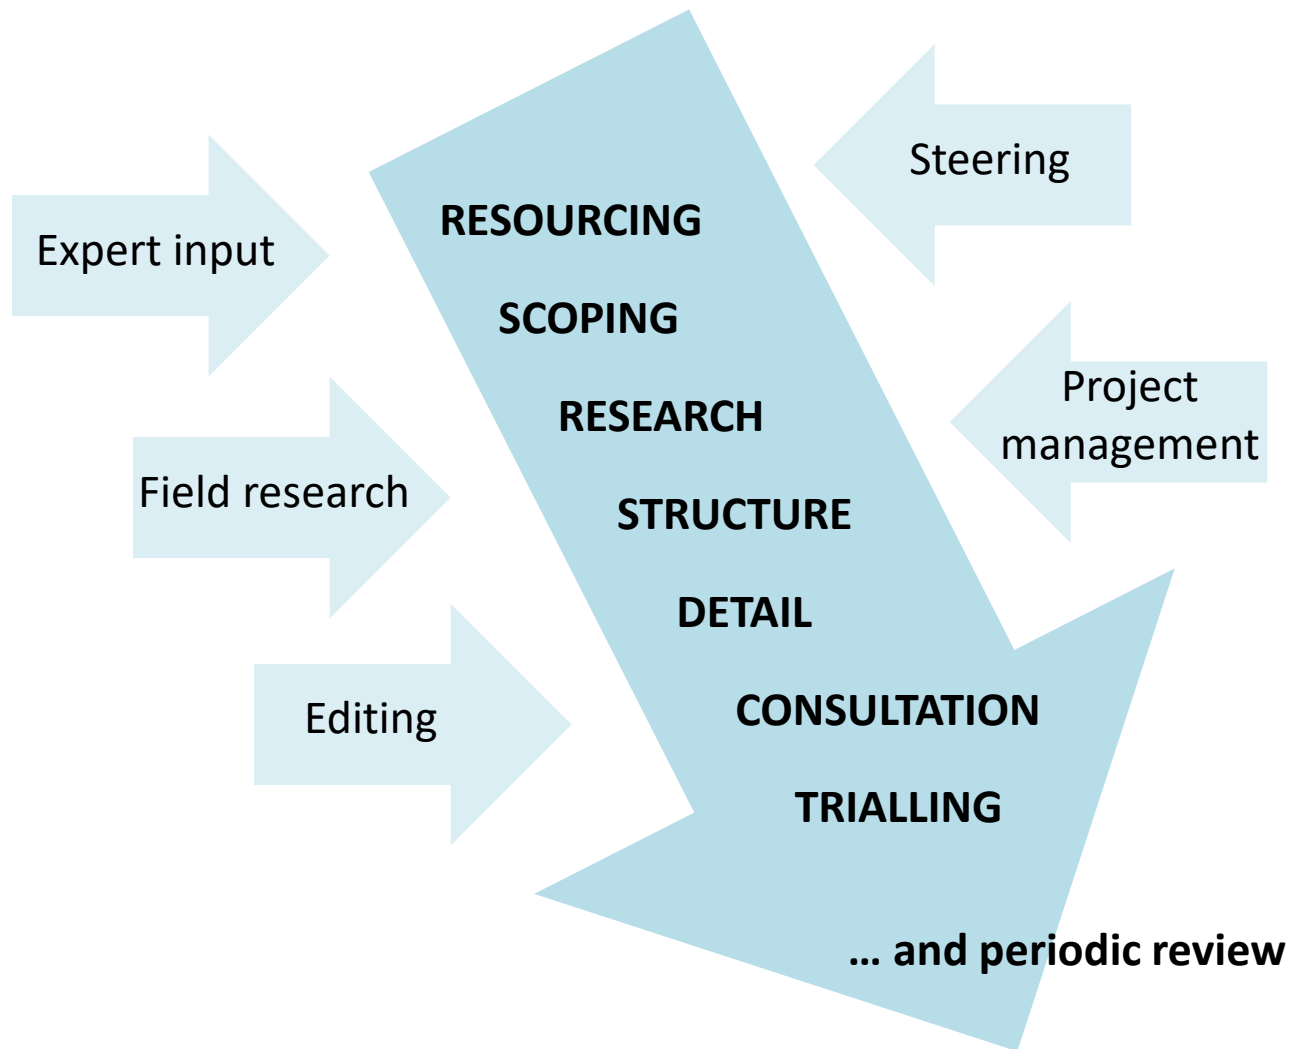 Steering
Expert input
RESOURCING
SCOPING
RESEARCH
Project
management
Field research
STRUCTURE
DETAIL
Editing
CONSULTATION
TRIALLING
... and periodic review